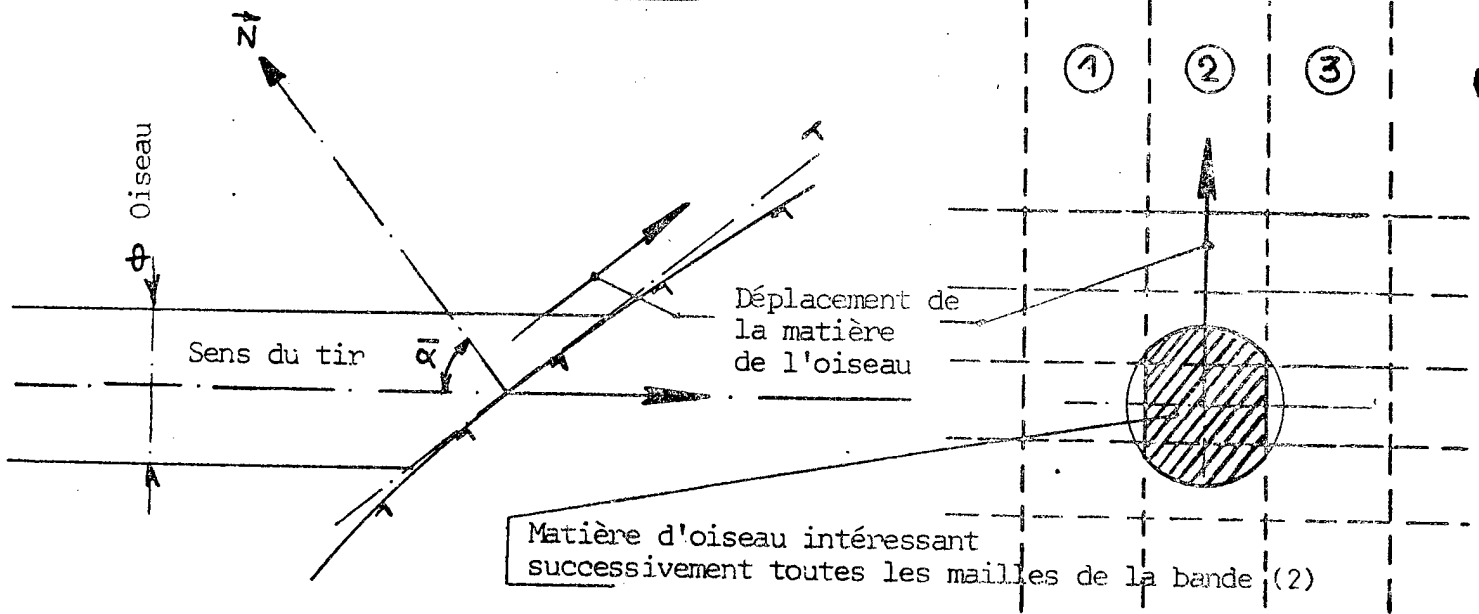 Z
① ② ③
Φ Oiseau
Sens du tir
α
Déplacement de
la matière
de l'oiseau
Matière d'oiseau intéressant
successivement toutes les mailles de la bande (2)